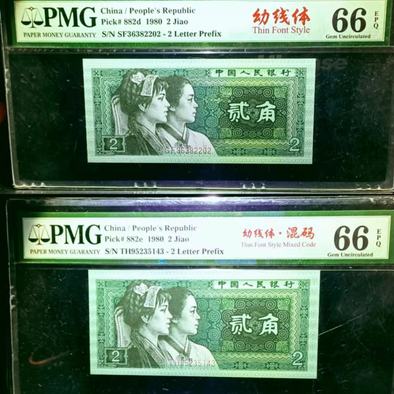 PMG
PAPER MONEY GUARANTY
China / People's Republic
Pick# 882d 1980 2 Jiao
S/N SF36382202 - 2 Letter Prefix
幼线体
Thin Font Style
66 EPQ
Gem Uncirculated
中国人民银行
贰角
SF36382202
2
2
PMG
PAPER MONEY GUARANTY
China / People's Republic
Pick# 882e 1980 2 Jiao
S/N TH95235143 - 2 Letter Prefix
幼线体·混码
Thin Font Style Mixed Code
66 EPQ
Gem Uncirculated
中国人民银行
贰角
2
2